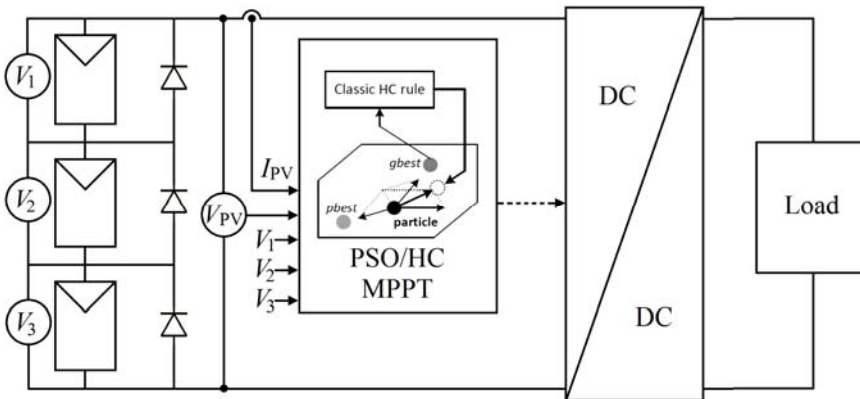 V1
V2
V3
VPV
IPV
V1
V2
V3
Classic HC rule
gbest
pbest
particle
PSO/HC
MPPT
DC
DC
Load